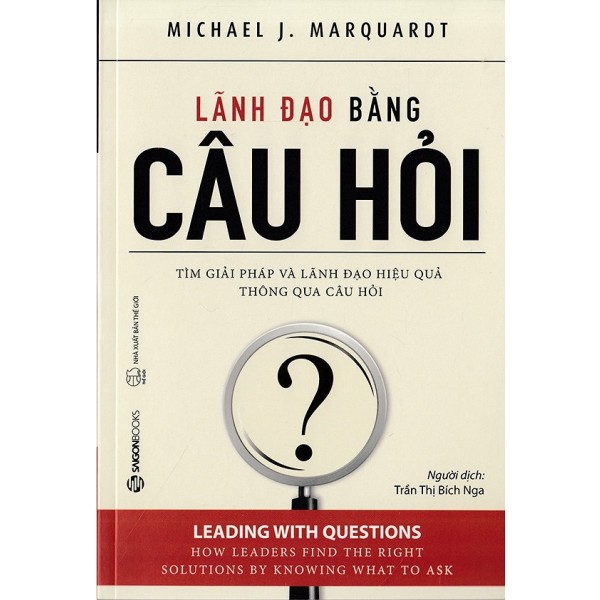 MICHAEL J. MARQUARDT
LÃNH ĐẠO BẰNG
CÂU HỎI
TÌM GIẢI PHÁP VÀ LÃNH ĐẠO HIỆU QUẢ
THÔNG QUA CÂU HỎI
?
NHÀ XUẤT BẢN THẾ GIỚI
THẾ GIỚI
SAIGONBOOKS
Người dịch:
Trần Thị Bích Nga
LEADING WITH QUESTIONS
HOW LEADERS FIND THE RIGHT
SOLUTIONS BY KNOWING WHAT TO ASK